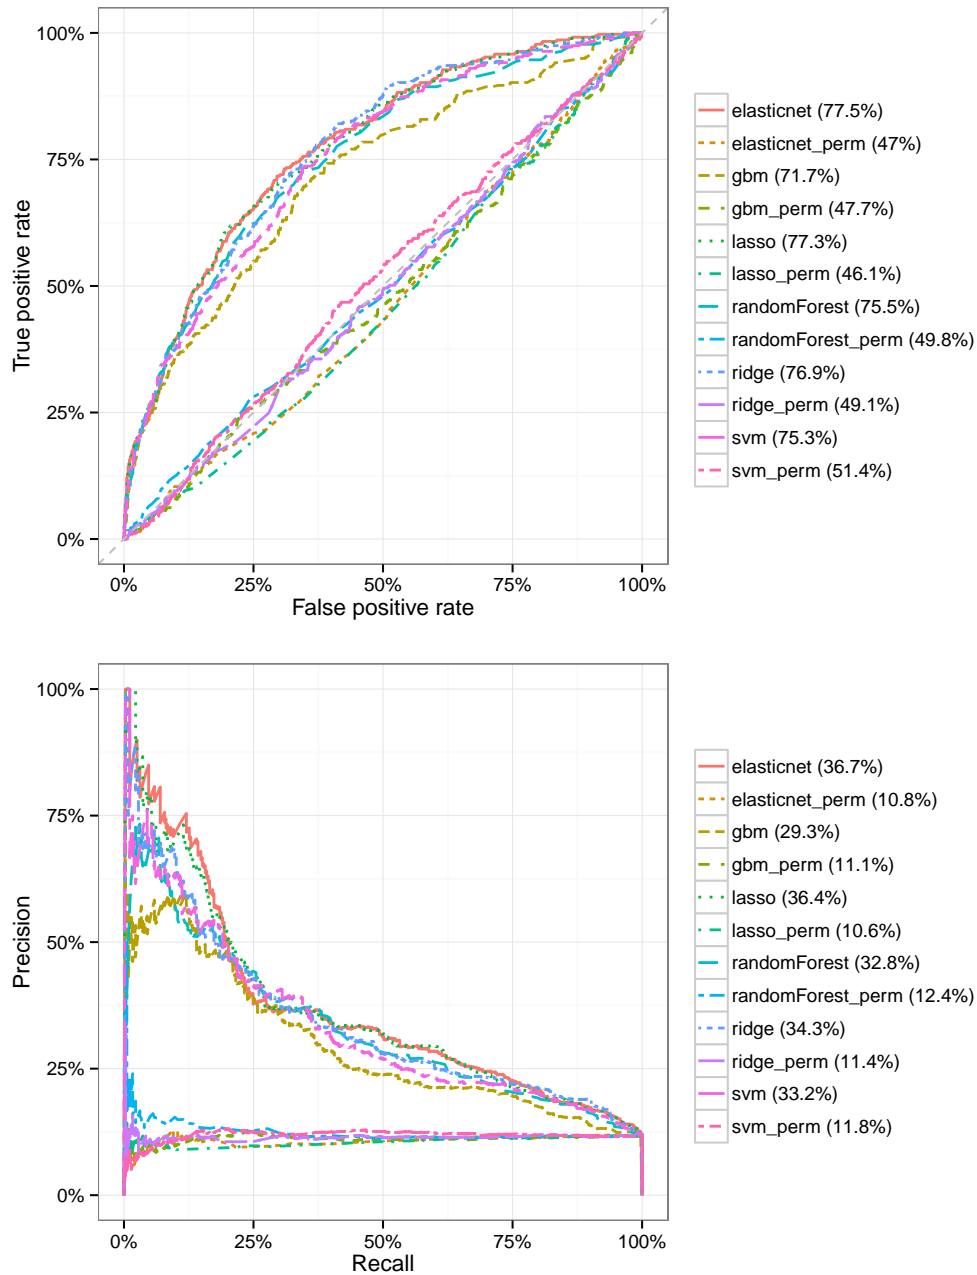 100%
75%
50%
25%
0%
True positive rate
0%
25%
50%
75%
100%
False positive rate
elasticnet (77.5%)
elasticnet_perm (47%)
gbm (71.7%)
gbm_perm (47.7%)
lasso (77.3%)
lasso_perm (46.1%)
randomForest (75.5%)
randomForest_perm (49.8%)
ridge (76.9%)
ridge_perm (49.1%)
svm (75.3%)
svm_perm (51.4%)
100%
75%
50%
25%
0%
Precision
0%
25%
50%
75%
100%
Recall
elasticnet (36.7%)
elasticnet_perm (10.8%)
gbm (29.3%)
gbm_perm (11.1%)
lasso (36.4%)
lasso_perm (10.6%)
randomForest (32.8%)
randomForest_perm (12.4%)
ridge (34.3%)
ridge_perm (11.4%)
svm (33.2%)
svm_perm (11.8%)